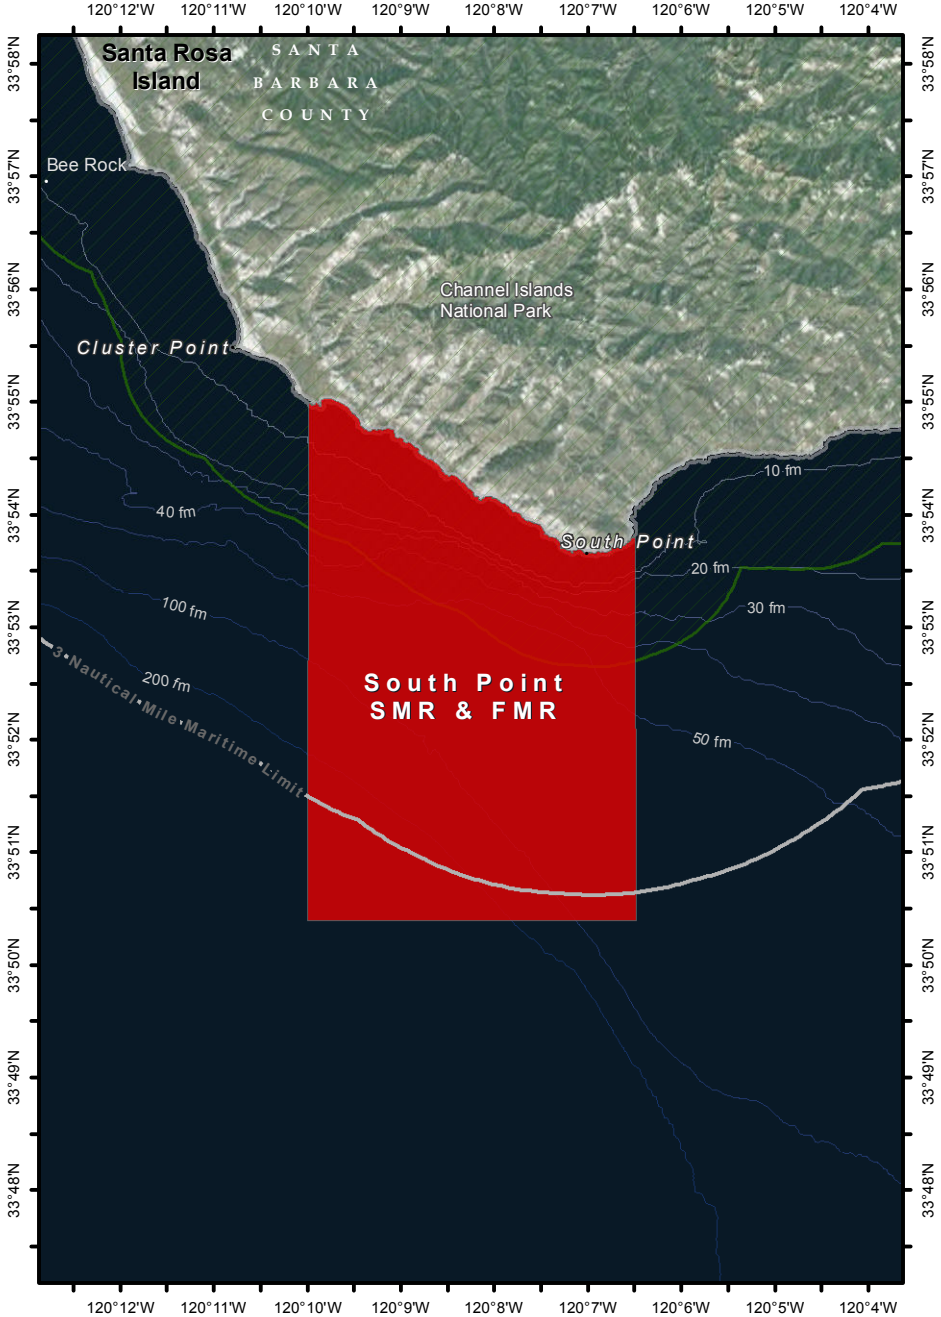 120°12'W 120°11'W 120°10'W 120°9'W 120°8'W 120°7'W 120°6'W 120°5'W 120°4'W
33°58'N
33°58'N
Santa Rosa
Island
SANTA
BARBARA
COUNTY
33°57'N
Bee Rock
33°57'N
33°56'N
Channel Islands
National Park
33°56'N
Cluster Point
33°55'N
33°55'N
10 fm
33°54'N
40 fm
33°54'N
South Point
20 fm
100 fm
30 fm
33°53'N
33°53'N
3 Nautical Mile Maritime Limit
200 fm
South Point
SMR & FMR
50 fm
33°52'N
33°52'N
33°51'N
33°51'N
33°50'N
33°50'N
33°49'N
33°49'N
33°48'N
33°48'N
120°12'W 120°11'W 120°10'W 120°9'W 120°8'W 120°7'W 120°6'W 120°5'W 120°4'W